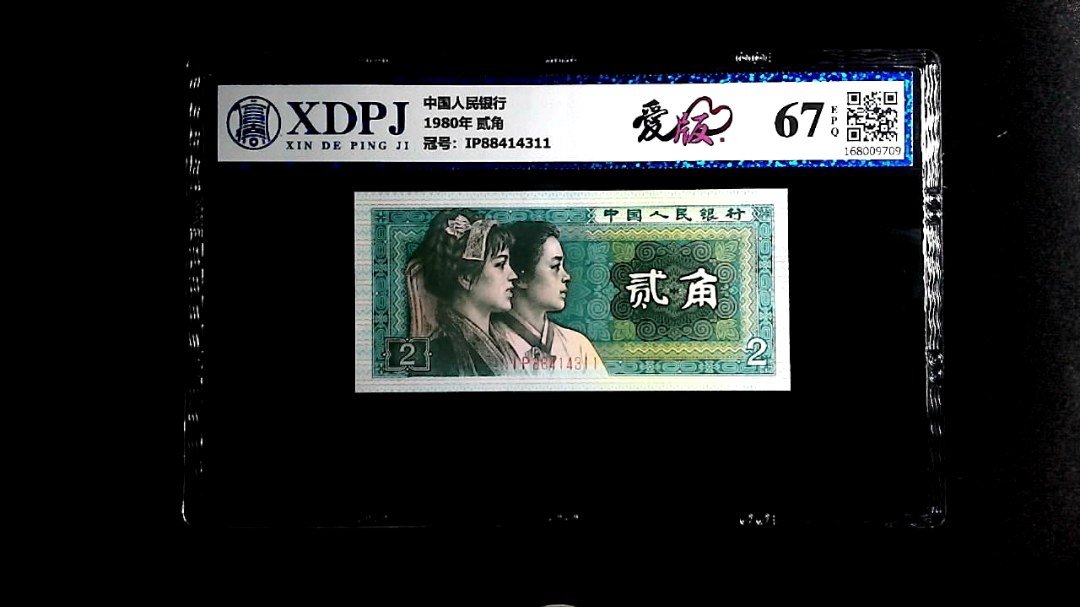 XDPJ
XIN DE PING JI
中国人民银行
1980年 贰角
冠号：IP88414311
爱版
67
EPQ
168009709
中国人民银行
贰角
2
2
IP88414311